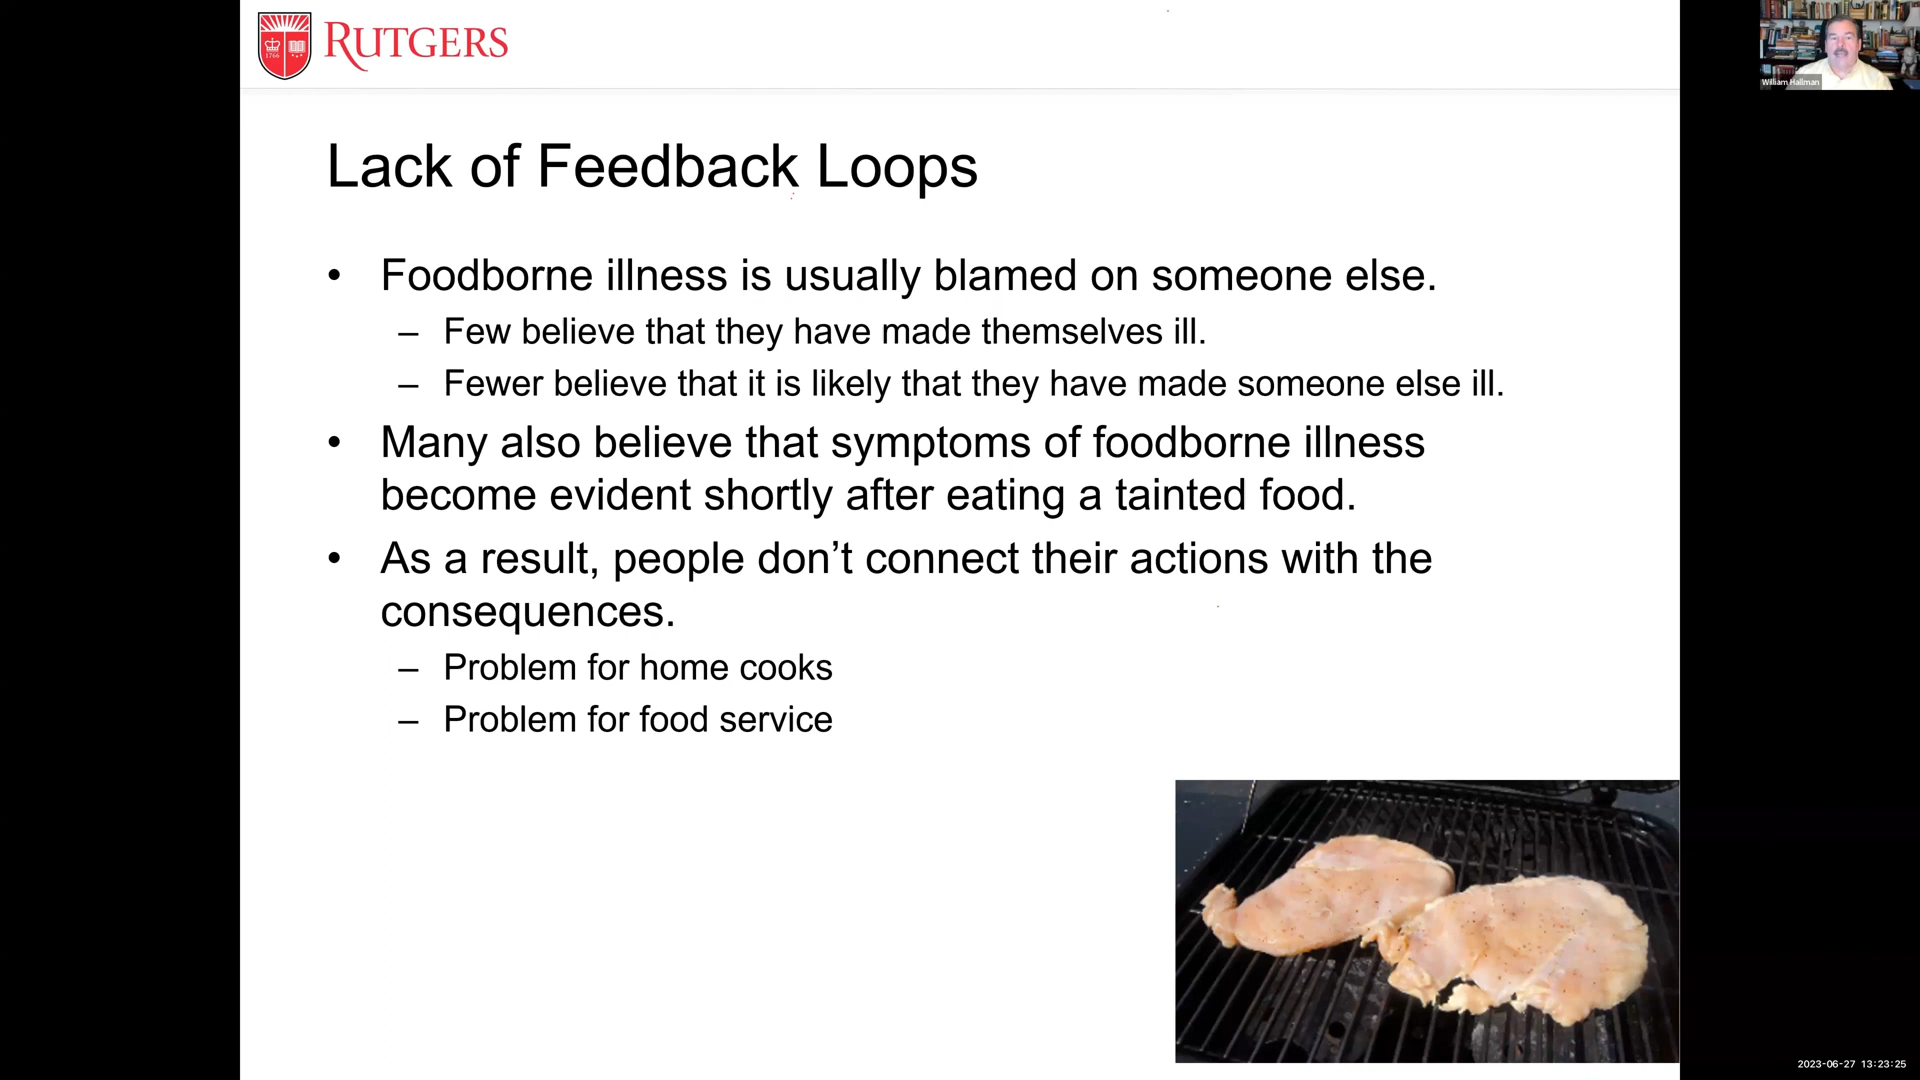 RUTGERS
1766
William Hallman
Lack of Feedback Loops
• Foodborne illness is usually blamed on someone else.
– Few believe that they have made themselves ill.
– Fewer believe that it is likely that they have made someone else ill.
• Many also believe that symptoms of foodborne illness
become evident shortly after eating a tainted food.
• As a result, people don’t connect their actions with the
consequences.
– Problem for home cooks
– Problem for food service
2023-06-27 13:23:25